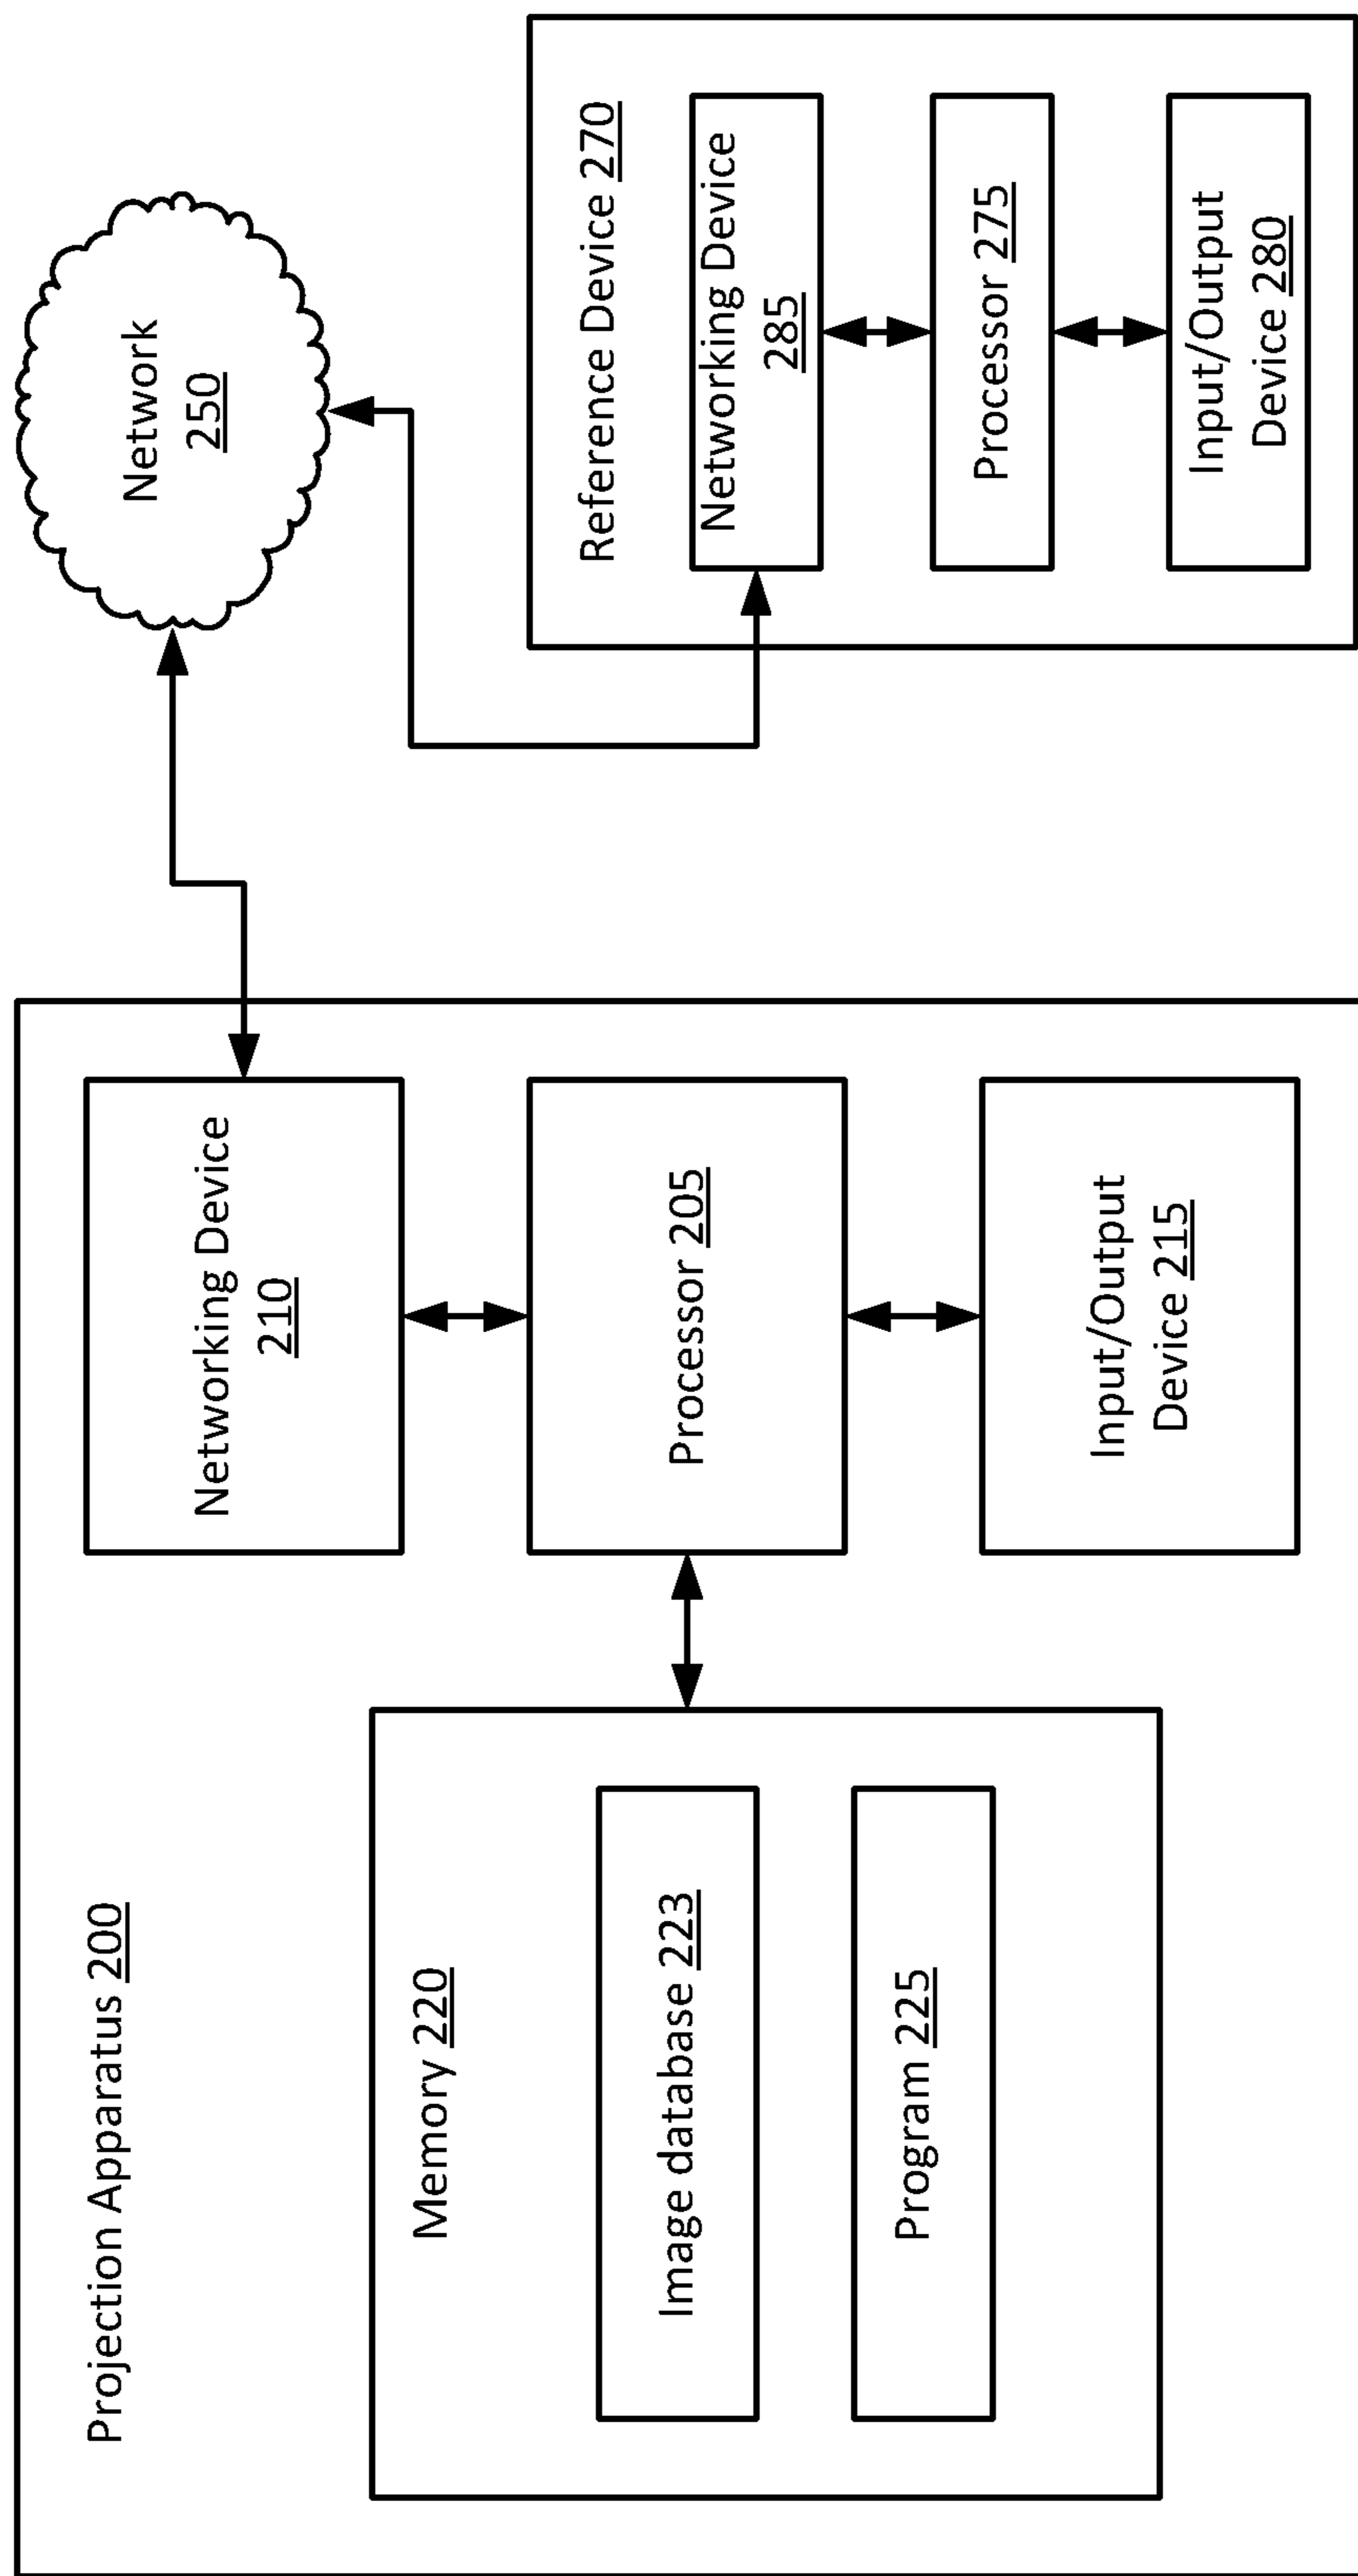 Projection Apparatus 200
Memory 220
Image database 223
Program 225
Networking Device
210
Processor 205
Input/Output
Device 215
Network
250
Reference Device 270
Networking Device
285
Processor 275
Input/Output
Device 280